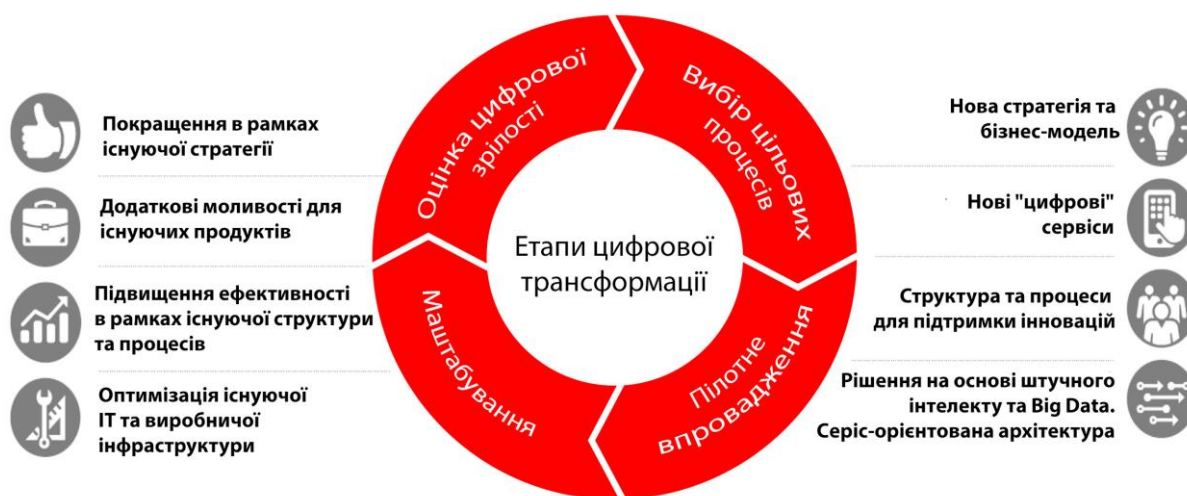 Покращення в рамках
існуючої стратегії
Додаткові моливості для
існуючих продуктів
Підвищення ефективності
в рамках існуючої структури
та процесів
Оптимізація існуючої
ІТ та виробничої
інфраструктури
Оцінка цифрової
зрілості
Вибір цільових
процесів
Етапи цифрової
трансформації
Маштабування
Пілотне
впровадження
Нова стратегія та
бізнес-модель
Нові "цифрові"
сервіси
Структура та процеси
для підтримки інновацій
Рішення на основі штучного
інтелекту та Big Data.
Серіс-орієнтована архітектура